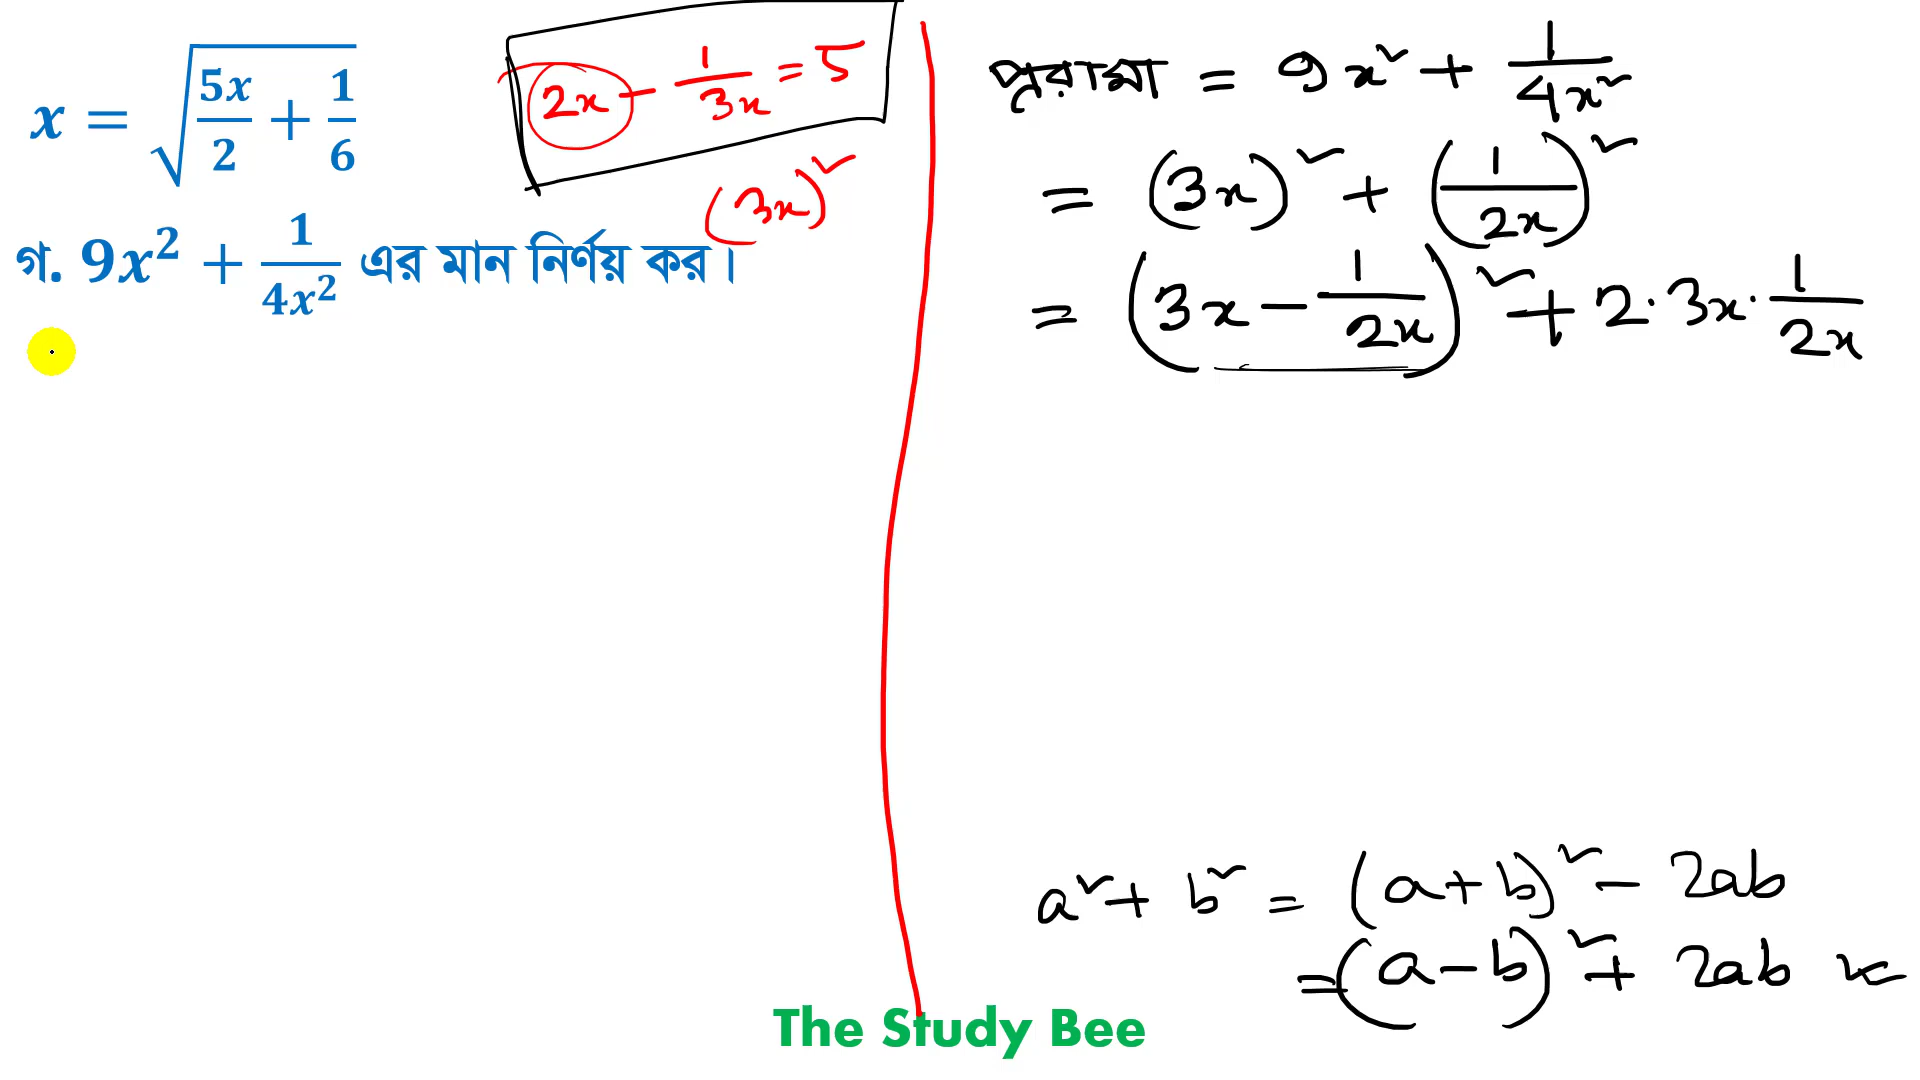 x = √(5x/2 + 1/6)
2x - 1/3x = 5
(3x)²
গ. 9x² + 1/4x² এর মান নির্ণয় কর।
প্রদত্ত রাশি = 9x² + 1/4x²
= (3x)² + (1/2x)²
= (3x - 1/2x)² + 2·3x·1/2x
a² + b² = (a+b)² - 2ab
= (a-b)² + 2ab
The Study Bee